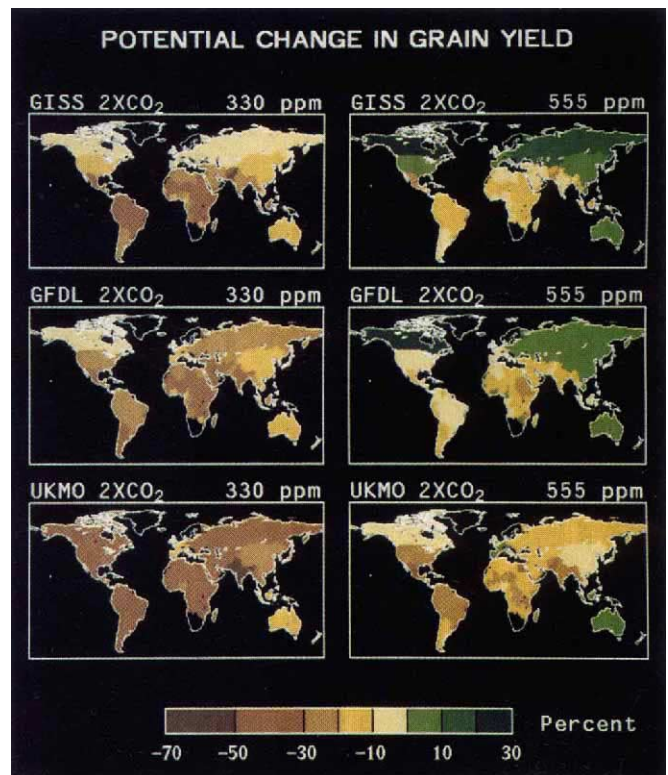 POTENTIAL CHANGE IN GRAIN YIELD
GISS 2XCO₂ 330 ppm
GISS 2XCO₂ 555 ppm
GFDL 2XCO₂ 330 ppm
GFDL 2XCO₂ 555 ppm
UKMO 2XCO₂ 330 ppm
UKMO 2XCO₂ 555 ppm
Percent
-70 -50 -30 -10 10 30